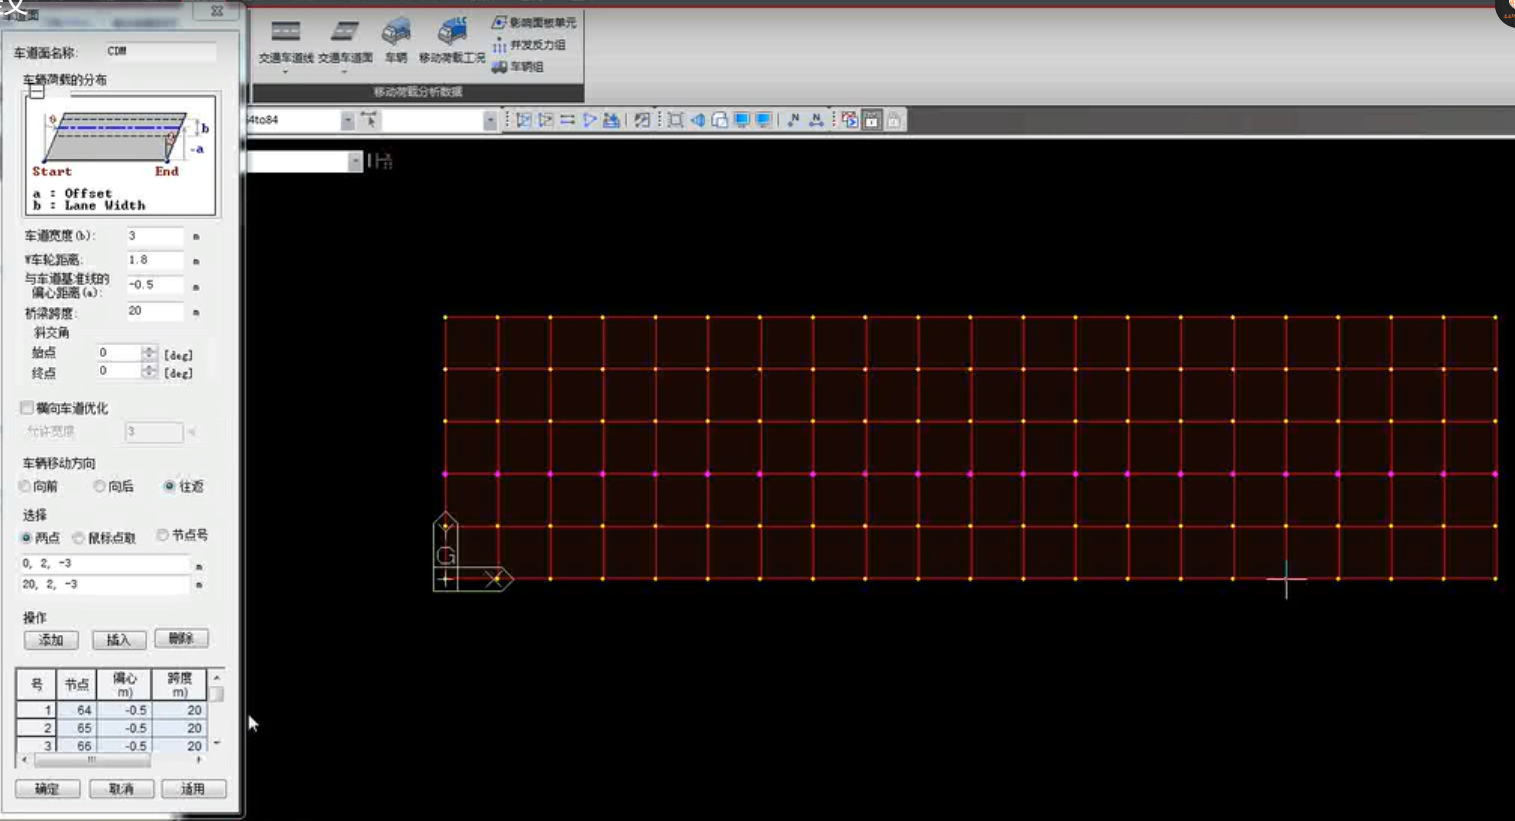 车道面
交通车道线
交通车道面
车辆
移动荷载工况
影响面板单元
并发反力组
车辆组
移动荷载分析数据
4to84
车道面名称:
CDM
车辆荷载的分布
b
-a
Start
End
a : Offset
b : Lane Width
车道宽度(b):
3
m
W车轮距离:
1.8
m
与车道基准线的
偏心距离(a):
-0.5
m
桥梁跨度:
20
m
斜交角
始点
0
[deg]
终点
0
[deg]
横向车道优化
允许宽度
3
车辆移动方向
向前
向后
往返
选择
两点
鼠标点取
节点号
0, 2, -3
m
20, 2, -3
m
操作
添加
插入
删除
号 节点 偏心 跨度
m) m)
1 64 -0.5 20
2 65 -0.5 20
3 66 -0.5 20
确定
取消
适用
Y
G
X